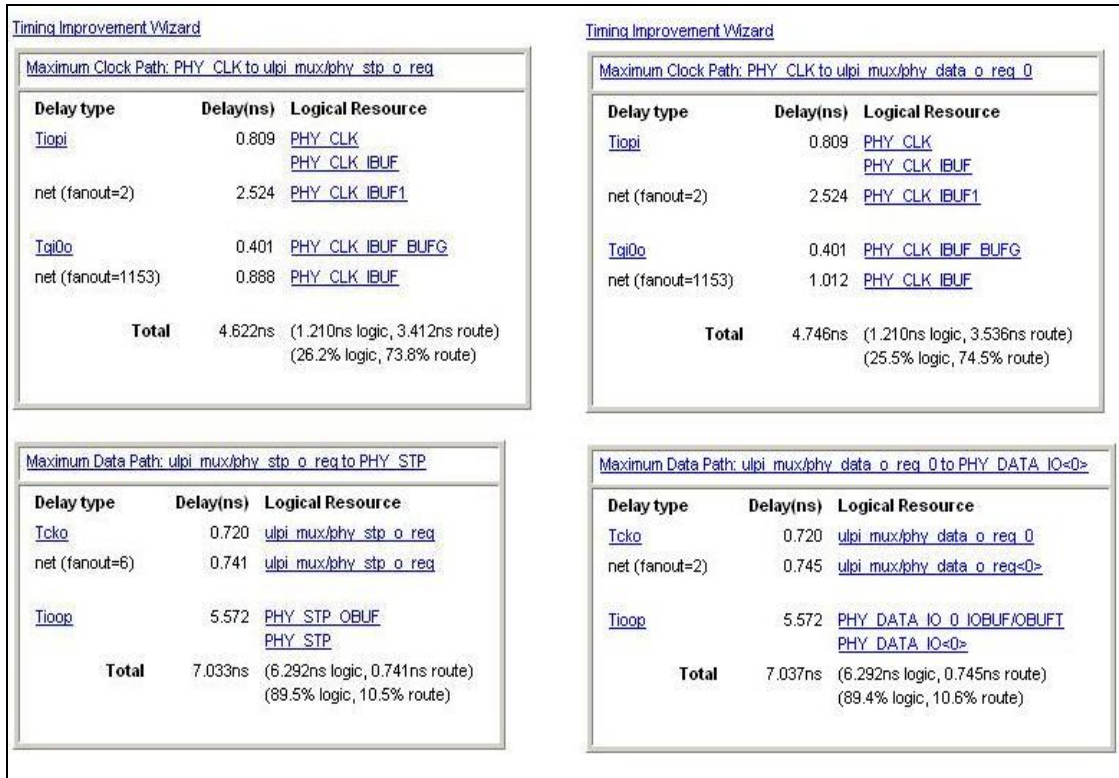 Timing Improvement Wizard
Maximum Clock Path: PHY_CLK to ulpi_mux/phy_stp_o_reg
Delay type Delay(ns) Logical Resource
Tiopi 0.809 PHY_CLK
PHY_CLK_IBUF
net (fanout=2) 2.524 PHY_CLK_IBUF1
Tgi0o 0.401 PHY_CLK_IBUF_BUFG
net (fanout=1153) 0.888 PHY_CLK_IBUF
Total 4.622ns (1.210ns logic, 3.412ns route)
(26.2% logic, 73.8% route)
Maximum Data Path: ulpi_mux/phy_stp_o_reg to PHY_STP
Delay type Delay(ns) Logical Resource
Tcko 0.720 ulpi_mux/phy_stp_o_reg
net (fanout=6) 0.741 ulpi_mux/phy_stp_o_reg
Tioop 5.572 PHY_STP_OBUF
PHY_STP
Total 7.033ns (6.292ns logic, 0.741ns route)
(89.5% logic, 10.5% route)
Timing Improvement Wizard
Maximum Clock Path: PHY_CLK to ulpi_mux/phy_data_o_reg_0
Delay type Delay(ns) Logical Resource
Tiopi 0.809 PHY_CLK
PHY_CLK_IBUF
net (fanout=2) 2.524 PHY_CLK_IBUF1
Tgi0o 0.401 PHY_CLK_IBUF_BUFG
net (fanout=1153) 1.012 PHY_CLK_IBUF
Total 4.746ns (1.210ns logic, 3.536ns route)
(25.5% logic, 74.5% route)
Maximum Data Path: ulpi_mux/phy_data_o_reg_0 to PHY_DATA_IO<0>
Delay type Delay(ns) Logical Resource
Tcko 0.720 ulpi_mux/phy_data_o_reg_0
net (fanout=2) 0.745 ulpi_mux/phy_data_o_reg<0>
Tioop 5.572 PHY_DATA_IO_0_IOBUF/OBUFT
PHY_DATA_IO<0>
Total 7.037ns (6.292ns logic, 0.745ns route)
(89.4% logic, 10.6% route)